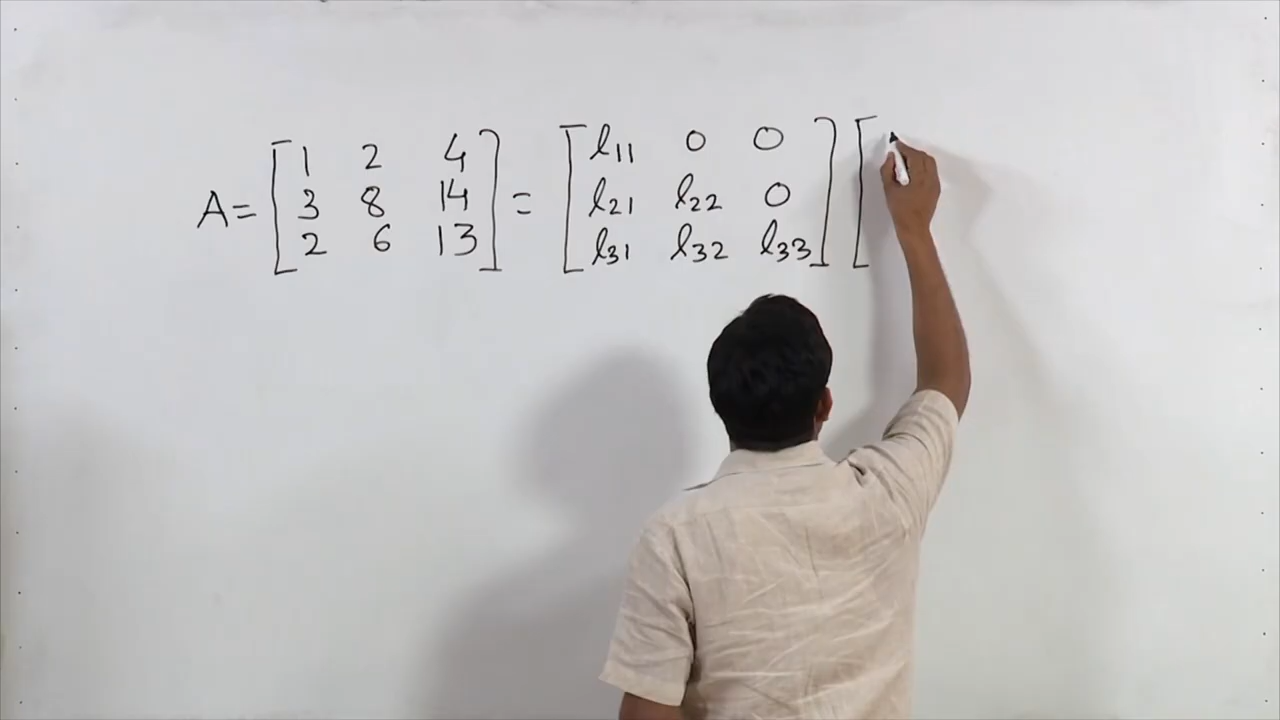 A = [1 2 4 = [l11 0 0 [
3 8 14 l21 l22 0
2 6 13] l31 l32 l33]